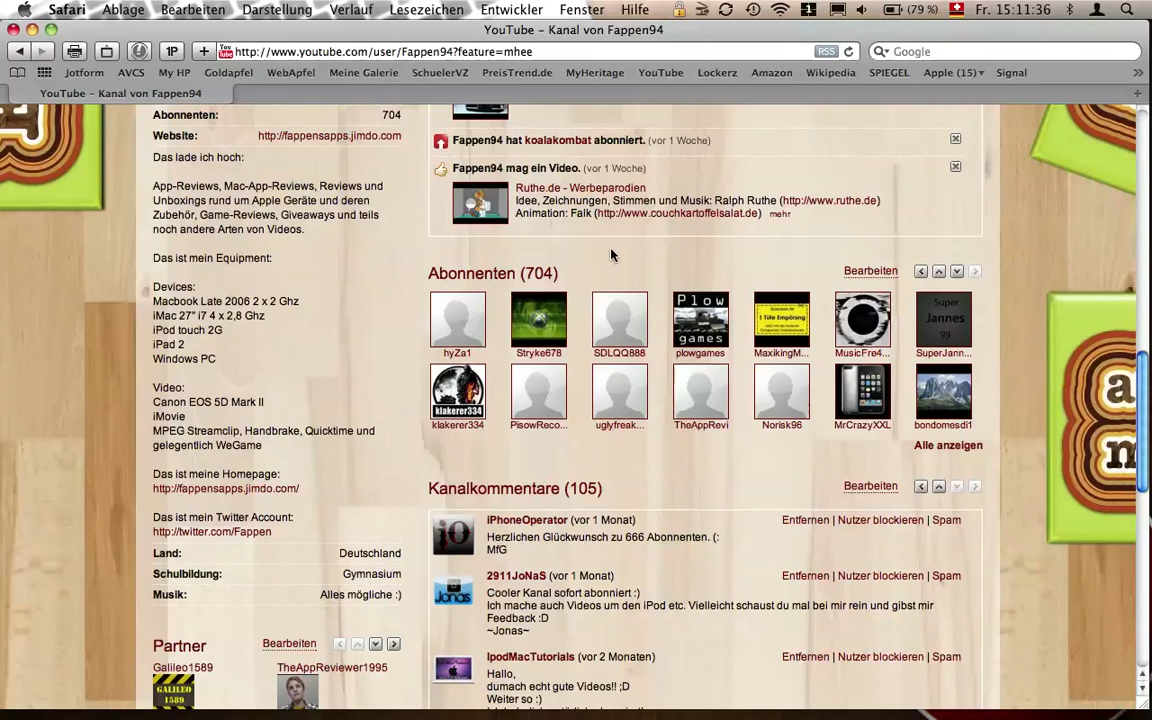 Safari Ablage Bearbeiten Darstellung Verlauf Lesezeichen Entwickler Fenster Hilfe 1 (79 %) Fr. 15:11:36
YouTube – Kanal von Fappen94
1P + http://www.youtube.com/user/Fappen94?feature=mhee RSS Google
Jotform AVCS My HP Goldapfel WebApfel Meine Galerie SchuelerVZ PreisTrend.de MyHeritage YouTube Lockerz Amazon Wikipedia SPIEGEL Apple (15) Signal
YouTube – Kanal von Fappen94
Abonnenten: 704
Website: http://fappensapps.jimdo.com
Das lade ich hoch:
App-Reviews, Mac-App-Reviews, Reviews und
Unboxings rund um Apple Geräte und deren
Zubehör, Game-Reviews, Giveaways und teils
noch andere Arten von Videos.
Das ist mein Equipment:
Devices:
Macbook Late 2006 2 x 2 Ghz
iMac 27" i7 4 x 2,8 Ghz
iPod touch 2G
iPad 2
Windows PC
Video:
Canon EOS 5D Mark II
iMovie
MPEG Streamclip, Handbrake, Quicktime und
gelegentlich WeGame
Das ist meine Homepage:
http://fappensapps.jimdo.com/
Das ist mein Twitter Account:
http://twitter.com/Fappen
Land: Deutschland
Schulbildung: Gymnasium
Musik: Alles mögliche :)
Partner Bearbeiten
Galileo1589 TheAppReviewer1995
GALILEO
1589
Fappen94 hat koalakombat abonniert. (vor 1 Woche)
Fappen94 mag ein Video. (vor 1 Woche)
Ruthe.de - Werbeparodien
Idee, Zeichnungen, Stimmen und Musik: Ralph Ruthe (http://www.ruthe.de)
Animation: Falk (http://www.couchkartoffelsalat.de) mehr
Abonnenten (704) Bearbeiten
Plow
games
Super
Jannes
99
hyZa1 Stryke678 SDLQQ888 plowgames MaxikingM... MusicFre4... SuperJann...
klakerer334 PisowReco... uglyfreak... TheAppRevi Norisk96 MrCrazyXXL bondomesdi1
Alle anzeigen
Kanalkommentare (105) Bearbeiten
iPhoneOperator (vor 1 Monat) Entfernen | Nutzer blockieren | Spam
Herzlichen Glückwunsch zu 666 Abonnenten. (:
MfG
2911JoNaS (vor 1 Monat) Entfernen | Nutzer blockieren | Spam
Jonas
Cooler Kanal sofort abonniert :)
Ich mache auch Videos um den iPod etc. Vielleicht schaust du mal bei mir rein und gibst mir
Feedback :D
~Jonas~
IpodMacTutorials (vor 2 Monaten) Entfernen | Nutzer blockieren | Spam
Hallo,
dumach echt gute Videos!! ;D
Weiter so :)